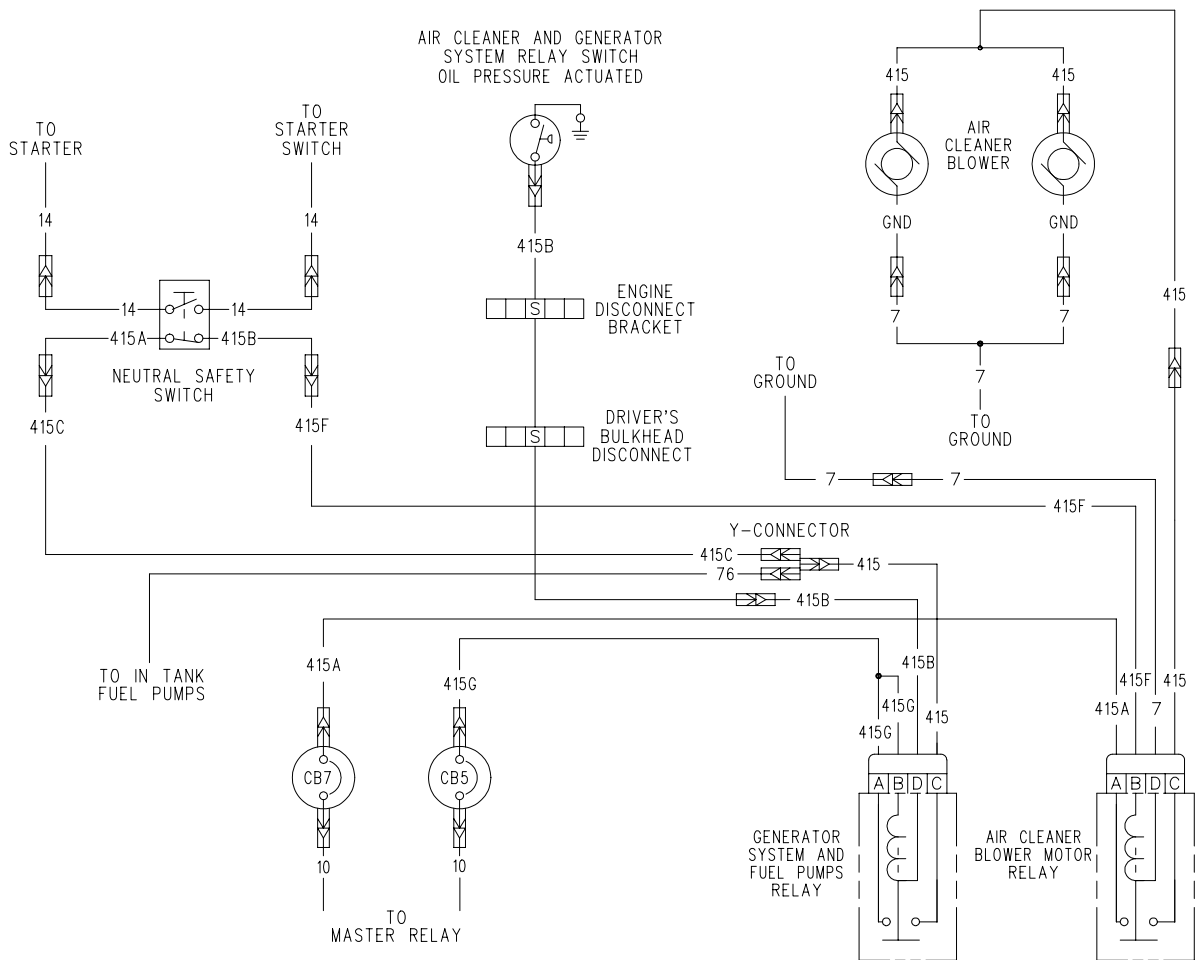 AIR CLEANER AND GENERATOR
SYSTEM RELAY SWITCH
OIL PRESSURE ACTUATED
TO
STARTER
TO
STARTER
SWITCH
415
415
AIR
CLEANER
BLOWER
14
14
GND
GND
415B
14
14
415A
415B
NEUTRAL SAFETY
SWITCH
S
ENGINE
DISCONNECT
BRACKET
7
7
415
TO
GROUND
7
TO
GROUND
415C
415F
S
DRIVER'S
BULKHEAD
DISCONNECT
7
7
415F
Y-CONNECTOR
415C
76
415
415B
TO IN TANK
FUEL PUMPS
415A
415G
415B
415G
415G
415
415F
415
415A
7
CB7
CB5
A B D C
A B D C
10
10
TO
MASTER RELAY
GENERATOR
SYSTEM AND
FUEL PUMPS
RELAY
AIR CLEANER
BLOWER MOTOR
RELAY